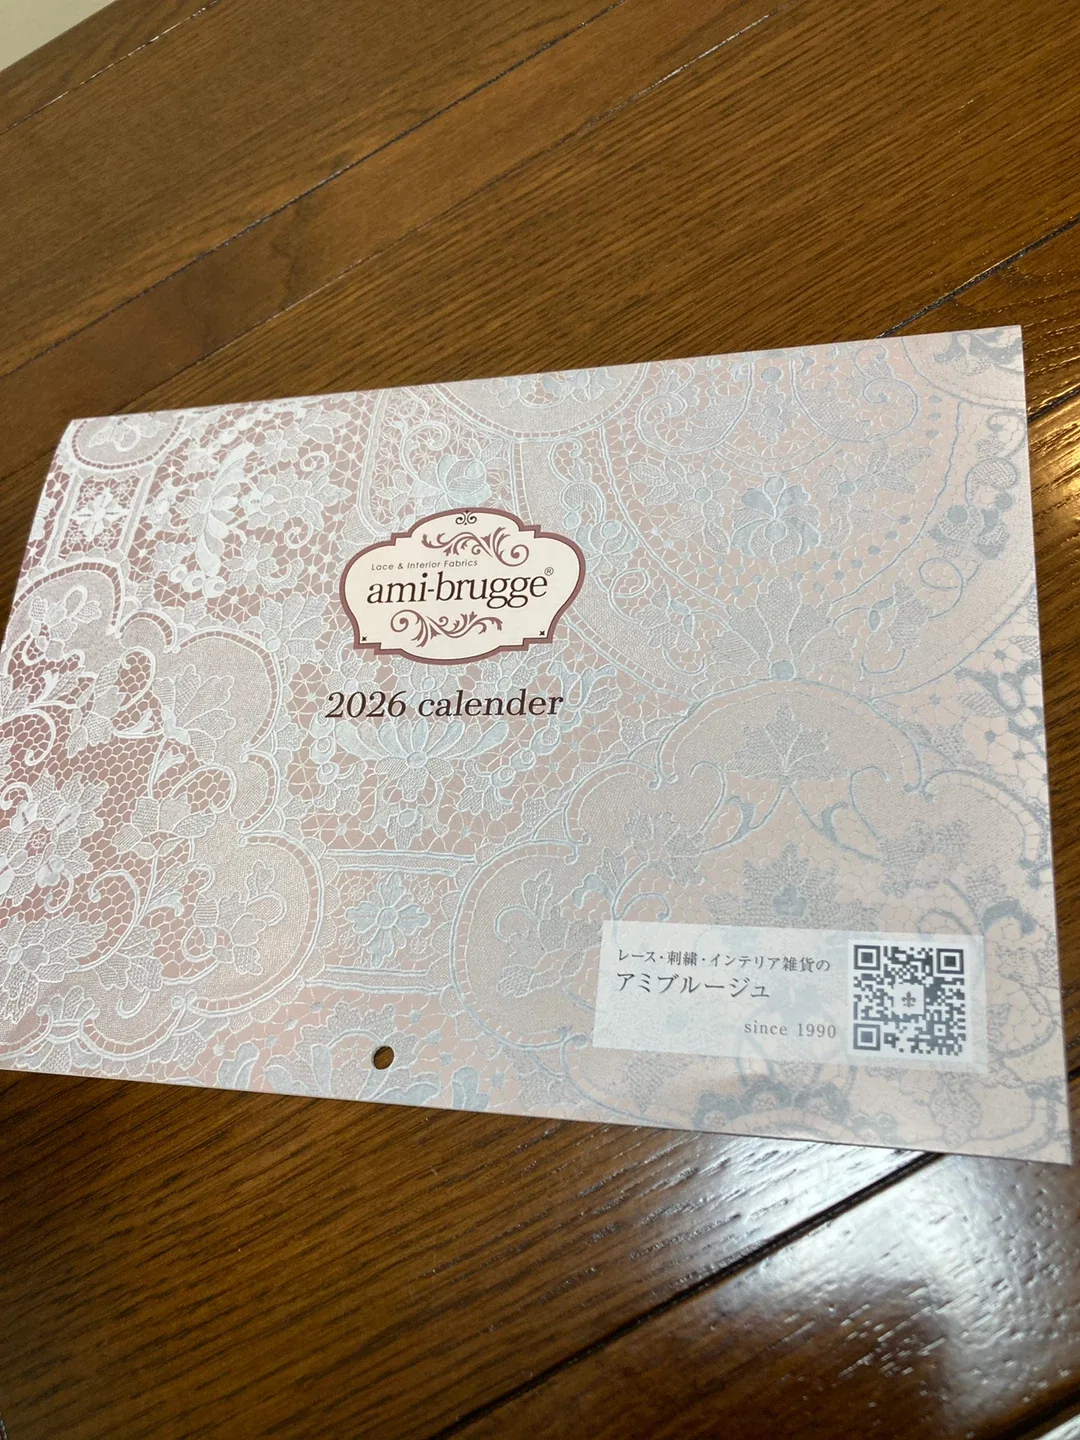 Lace & Interior Fabrics
ami-brugge®
2026 calender
レース・刺繍・インテリア雑貨の
アミブルージュ
since 1990